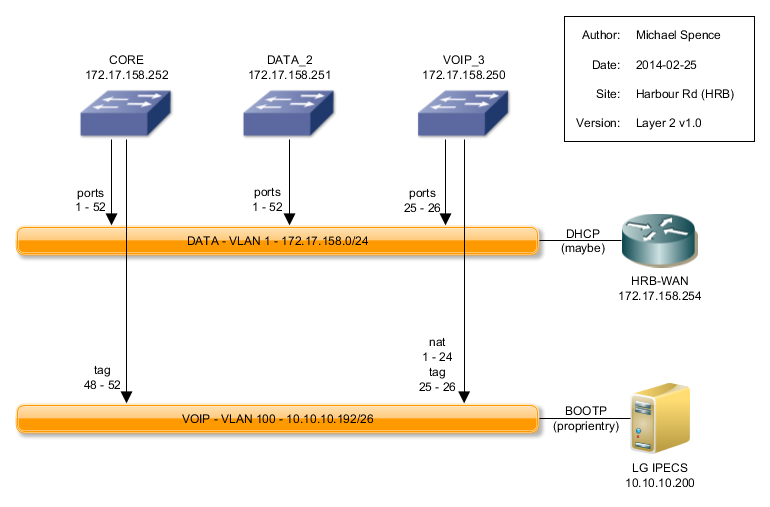 CORE
172.17.158.252
DATA_2
172.17.158.251
VOIP_3
172.17.158.250
Author: Michael Spence
Date: 2014-02-25
Site: Harbour Rd (HRB)
Version: Layer 2 v1.0
ports
1 - 52
ports
1 - 52
ports
25 - 26
DATA - VLAN 1 - 172.17.158.0/24
DHCP
(maybe)
HRB-WAN
172.17.158.254
tag
48 - 52
nat
1 - 24
tag
25 - 26
VOIP - VLAN 100 - 10.10.10.192/26
BOOTP
(proprientry)
LG IPECS
10.10.10.200